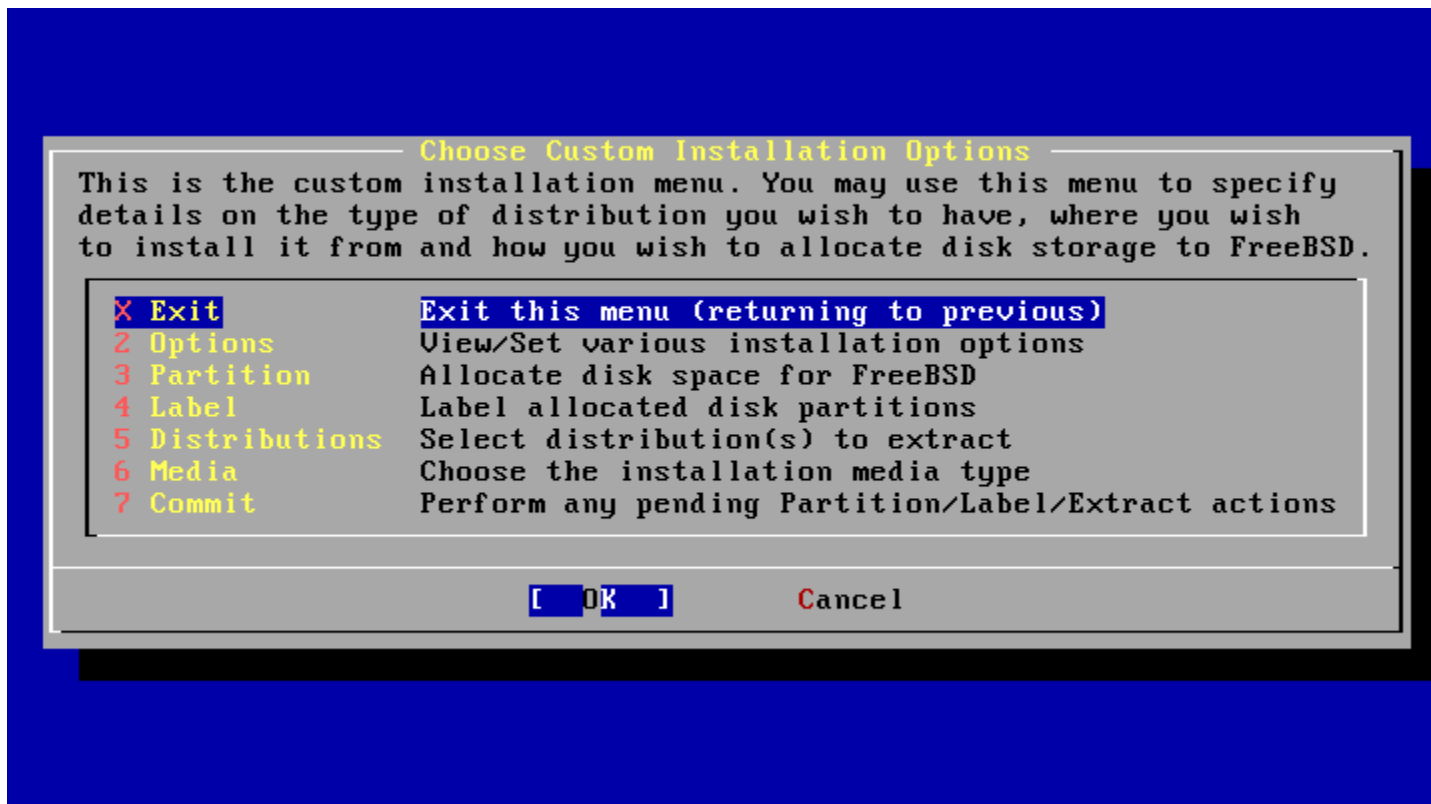 Choose Custom Installation Options
This is the custom installation menu. You may use this menu to specify
details on the type of distribution you wish to have, where you wish
to install it from and how you wish to allocate disk storage to FreeBSD.
X Exit Exit this menu (returning to previous)
2 Options View/Set various installation options
3 Partition Allocate disk space for FreeBSD
4 Label Label allocated disk partitions
5 Distributions Select distribution(s) to extract
6 Media Choose the installation media type
7 Commit Perform any pending Partition/Label/Extract actions
[ OK ] Cancel